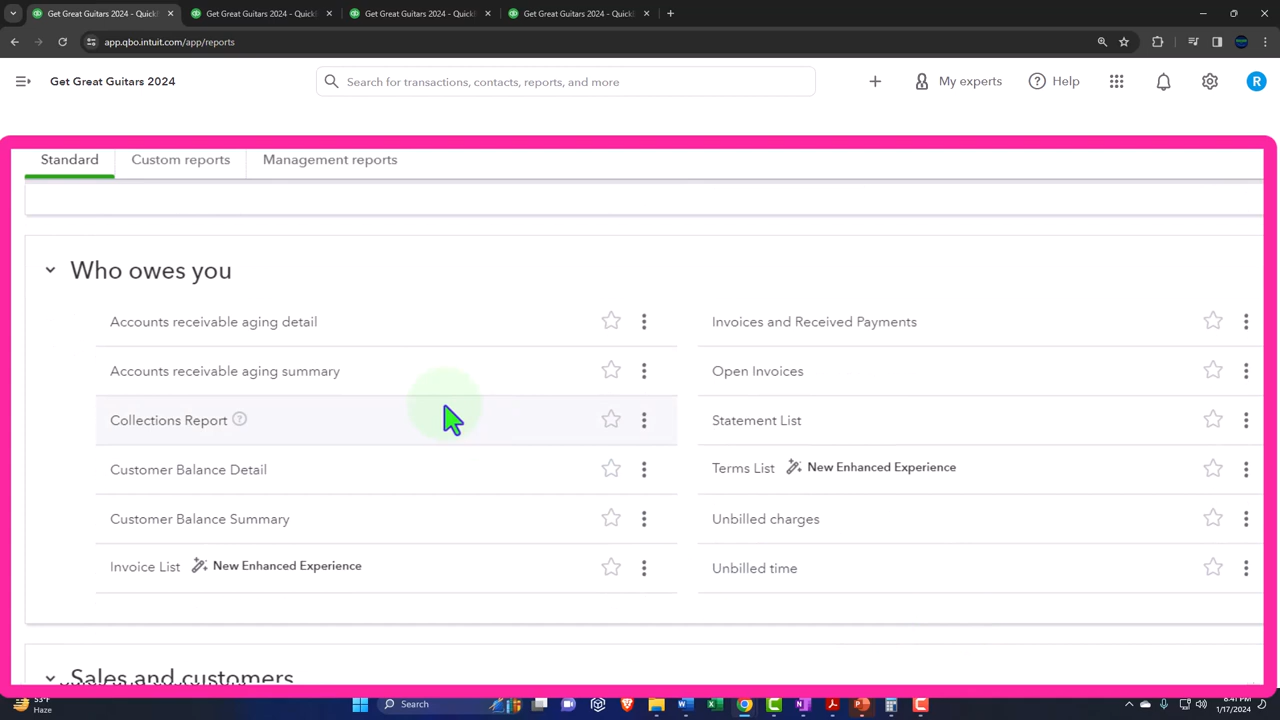 Get Great Guitars 2024 - Quick
Get Great Guitars 2024 - Quick
Get Great Guitars 2024 - Quick
Get Great Guitars 2024 - Quick
app.qbo.intuit.com/app/reports
Get Great Guitars 2024
Search for transactions, contacts, reports, and more
My experts
Help
R
Standard
Custom reports
Management reports
Who owes you
Accounts receivable aging detail
Invoices and Received Payments
Accounts receivable aging summary
Open Invoices
Collections Report
Statement List
Customer Balance Detail
Terms List New Enhanced Experience
Customer Balance Summary
Unbilled charges
Invoice List New Enhanced Experience
Unbilled time
Sales and customers
Haze
Search
1/17/2024